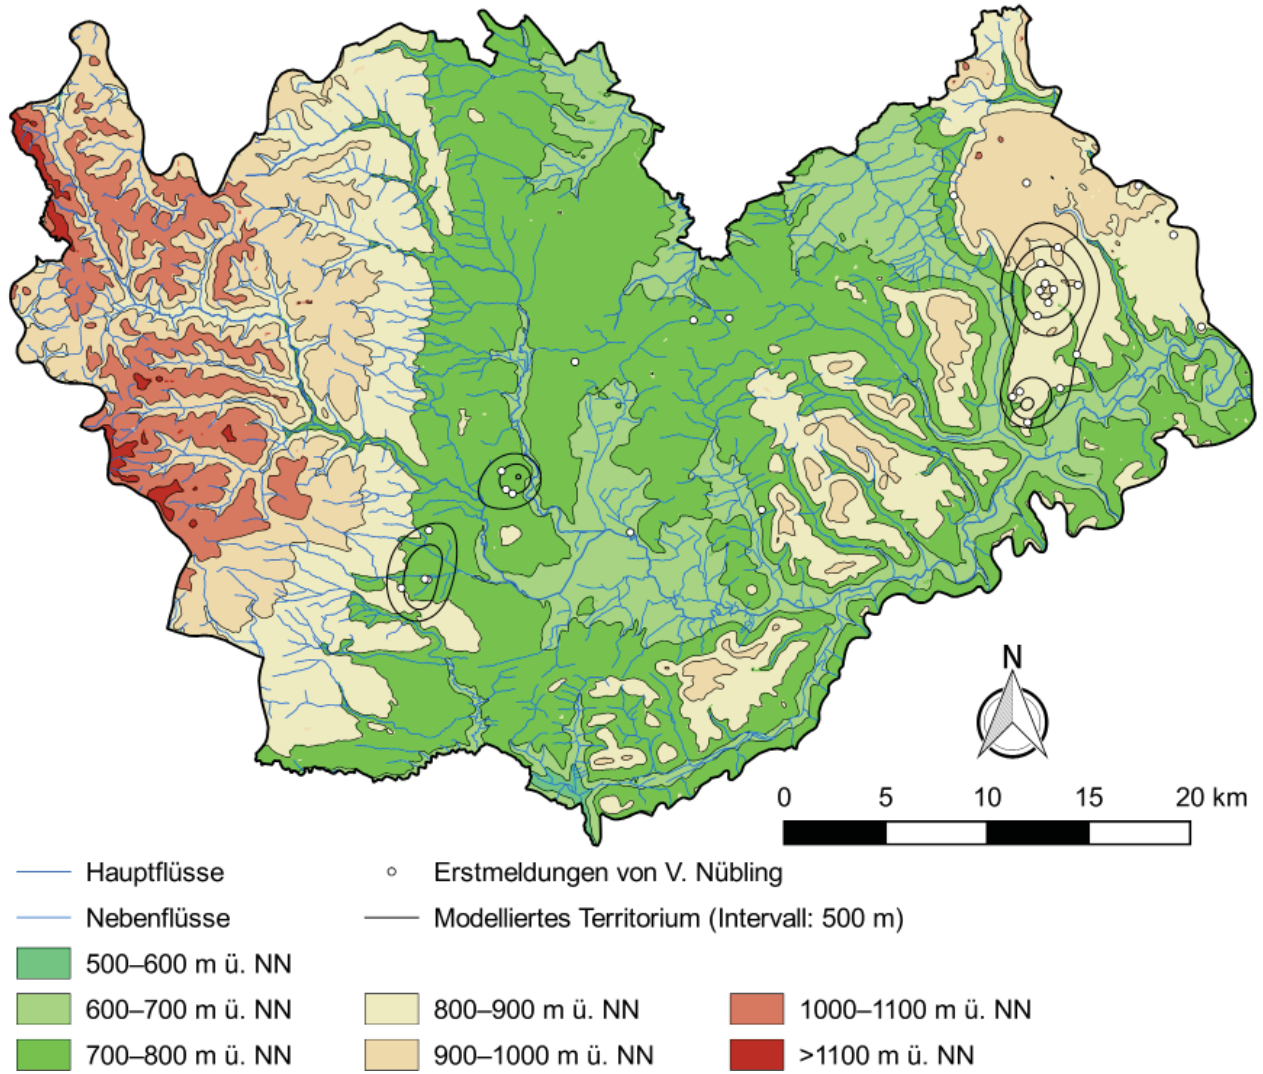 N
0 5 10 15 20 km
Hauptflüsse
Erstmeldungen von V. Nübling
Nebenflüsse
Modelliertes Territorium (Intervall: 500 m)
500–600 m ü. NN
600–700 m ü. NN
800–900 m ü. NN
1000–1100 m ü. NN
700–800 m ü. NN
900–1000 m ü. NN
>1100 m ü. NN